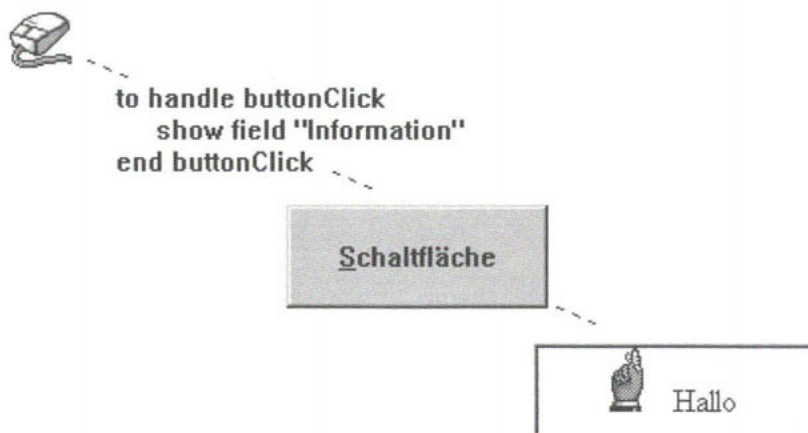 to handle buttonClick
show field "Information"
end buttonClick
Schaltfläche
Hallo